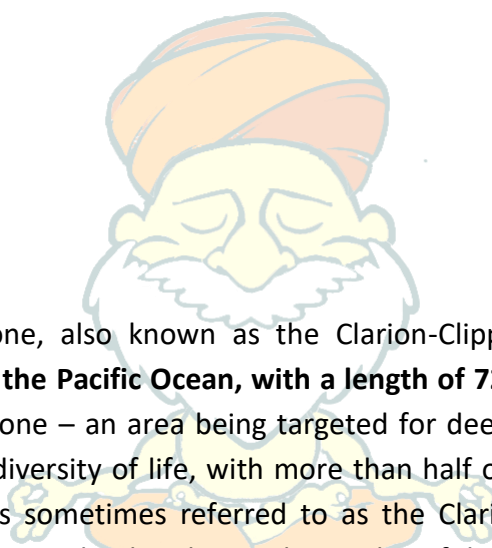 one, also known as the Clarion-Clipp
the Pacific Ocean, with a length of 7
one – an area being targeted for dee
diversity of life, with more than half o
s sometimes referred to as the Clari